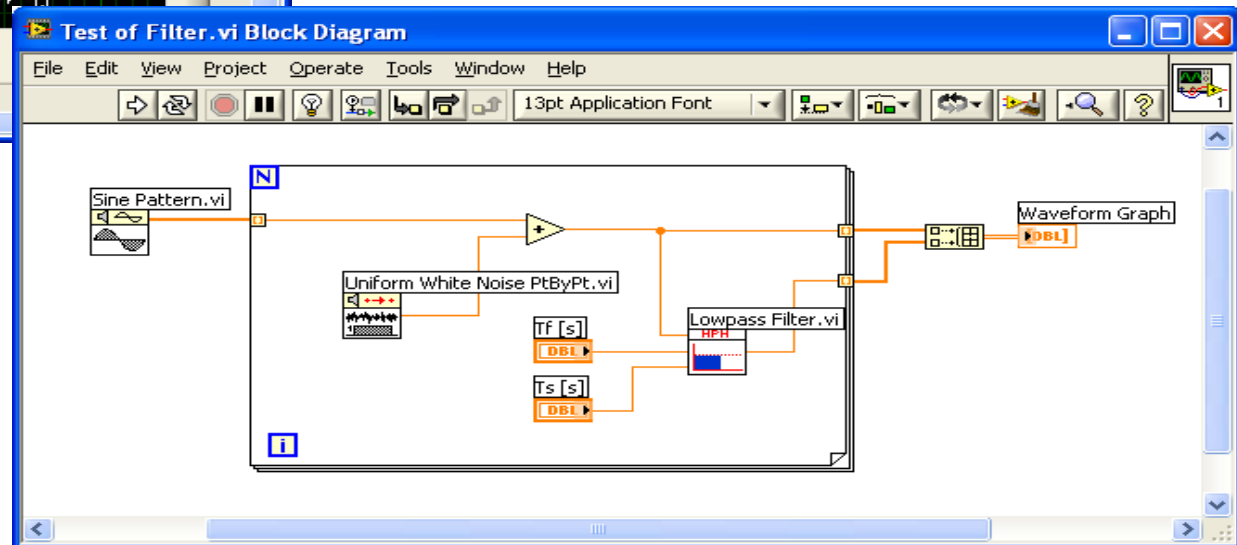 Test of Filter.vi Block Diagram
File Edit View Project Operate Tools Window Help
13pt Application Font
1
N
Sine Pattern.vi
Waveform Graph
DBL]
Uniform White Noise PtByPt.vi
Tf [s]
DBL
Lowpass Filter.vi
HPH
Ts [s]
DBL
i